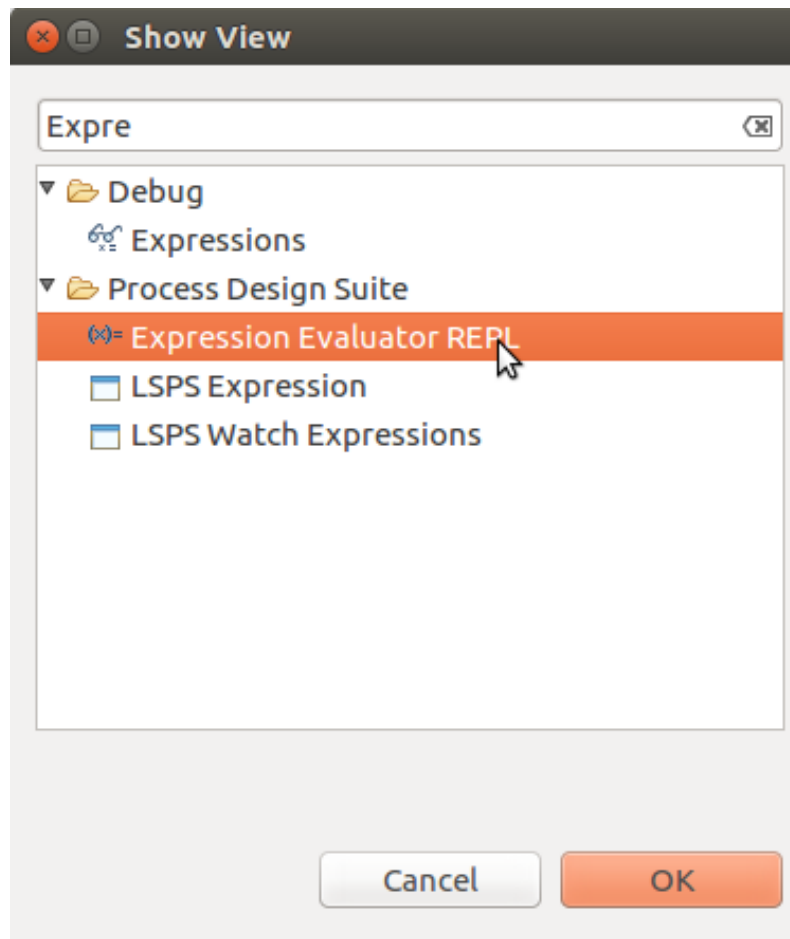 Show View
Expre
Debug
Expressions
Process Design Suite
(x)= Expression Evaluator REPL
LSPS Expression
LSPS Watch Expressions
Cancel OK